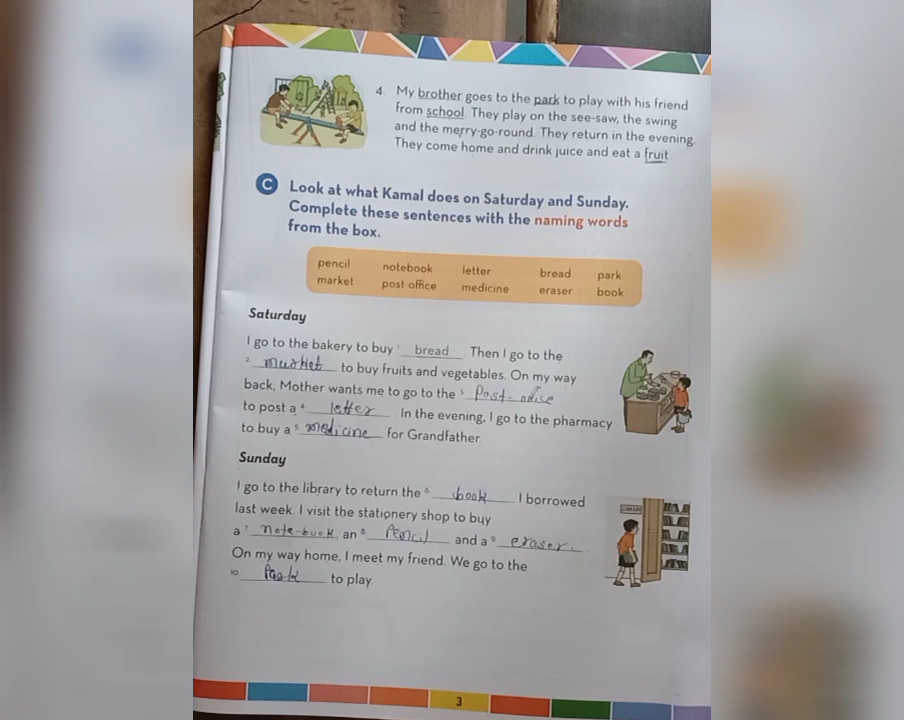 4. My brother goes to the park to play with his friend
from school. They play on the see-saw, the swing
and the merry-go-round. They return in the evening.
They come home and drink juice and eat a fruit
C Look at what Kamal does on Saturday and Sunday.
Complete these sentences with the naming words
from the box.
pencil notebook letter bread park
market post-office medicine eraser book
Saturday
I go to the bakery to buy 1 bread. Then I go to the
2 market to buy fruits and vegetables. On my way
back, Mother wants me to go to the 3 Post-office
to post a 4 letter. In the evening, I go to the pharmacy
to buy a 5 medicine for Grandfather.
Sunday
I go to the library to return the 6 book I borrowed
last week. I visit the stationery shop to buy
a 7 note-book, an 8 Pencil and a 9 eraser.
On my way home, I meet my friend. We go to the
10 Park to play.
LIBRARY
3